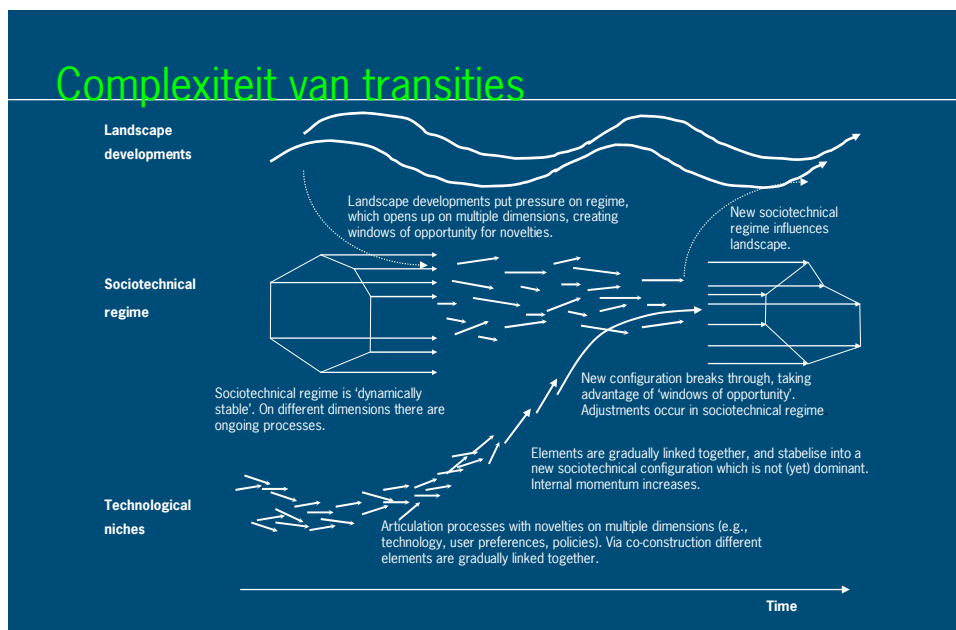 Complexiteit van transities
Landscape
developments
Landscape developments put pressure on regime,
which opens up on multiple dimensions, creating
windows of opportunity for novelties.
New sociotechnical
regime influences
landscape.
Sociotechnical
regime
Sociotechnical regime is ‘dynamically
stable’. On different dimensions there are
ongoing processes.
New configuration breaks through, taking
advantage of ‘windows of opportunity’.
Adjustments occur in sociotechnical regime.
Elements are gradually linked together, and stabelise into a
new sociotechnical configuration which is not (yet) dominant.
Internal momentum increases.
Technological
niches
Articulation processes with novelties on multiple dimensions (e.g.,
technology, user preferences, policies). Via co-construction different
elements are gradually linked together.
Time